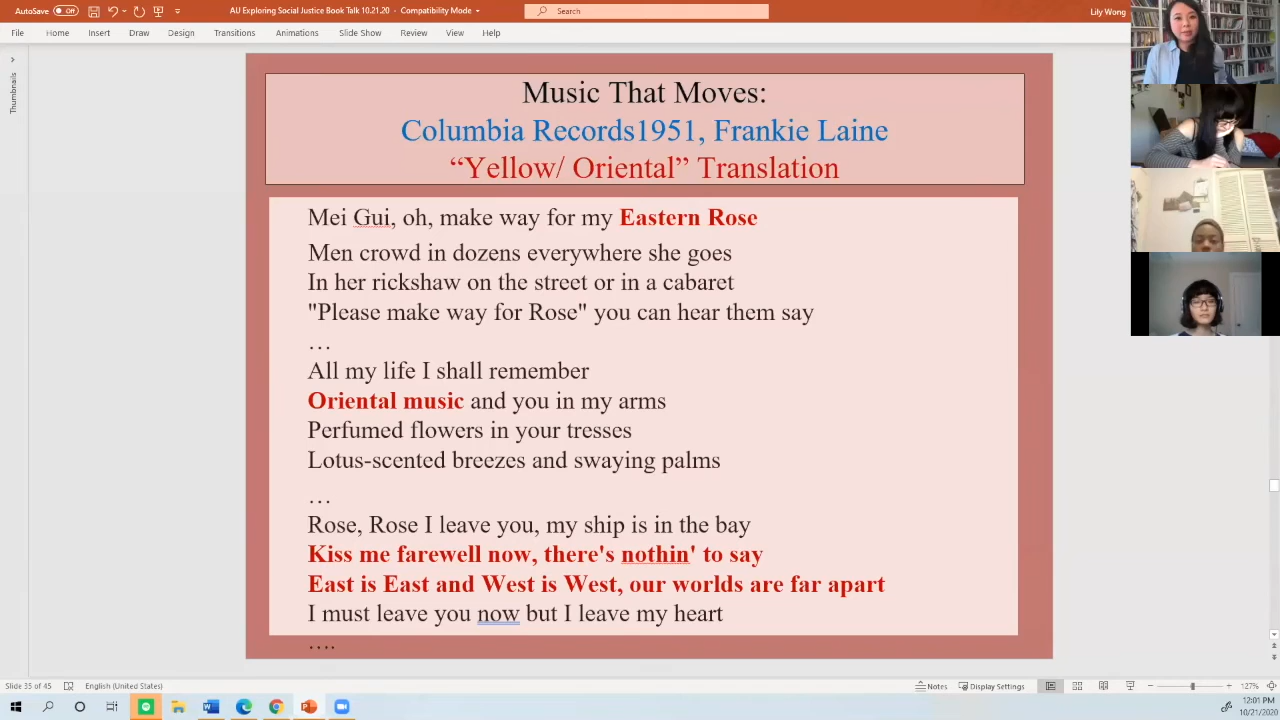 AutoSave Off
AU Exploring Social Justice Book Talk 10.21.20 - Compatibility Mode
Search
Lily Wong
File Home Insert Draw Design Transitions Animations Slide Show Review View Help
Thumbnails
Music That Moves:
Columbia Records1951, Frankie Laine
“Yellow/ Oriental” Translation
Mei Gui, oh, make way for my Eastern Rose
Men crowd in dozens everywhere she goes
In her rickshaw on the street or in a cabaret
"Please make way for Rose" you can hear them say
…
All my life I shall remember
Oriental music and you in my arms
Perfumed flowers in your tresses
Lotus-scented breezes and swaying palms
…
Rose, Rose I leave you, my ship is in the bay
Kiss me farewell now, there's nothin' to say
East is East and West is West, our worlds are far apart
I must leave you now but I leave my heart
….
Slide 35 of 45 English (United States) Notes Display Settings 127%
12:01 PM
10/21/2020